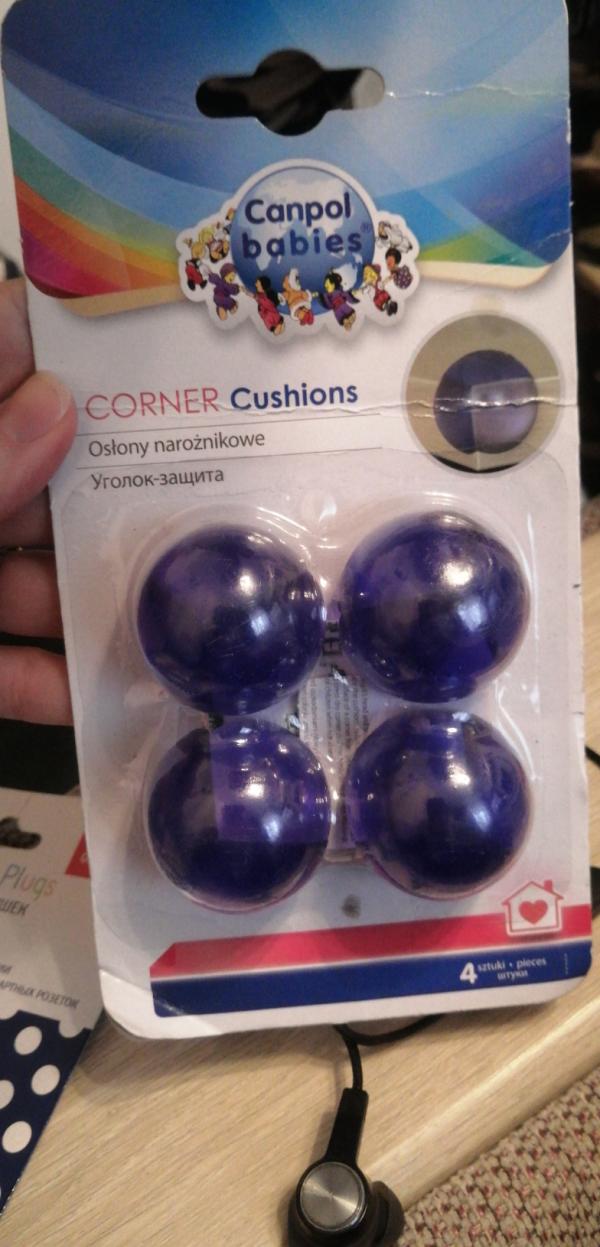 Canpol
babies®
CORNER Cushions
Osłony narożnikowe
Уголок-защита
4 sztuki • pieces
штуки
Plugs